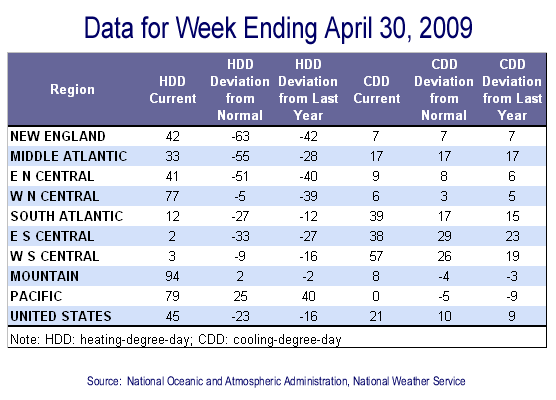 Data for Week Ending April 30, 2009
Region HDD Current HDD Deviation from Normal HDD Deviation from Last Year CDD Current CDD Deviation from Normal CDD Deviation from Last Year
NEW ENGLAND 42 -63 -42 7 7 7
MIDDLE ATLANTIC 33 -55 -28 17 17 17
E N CENTRAL 41 -51 -40 9 8 6
W N CENTRAL 77 -5 -39 6 3 5
SOUTH ATLANTIC 12 -27 -12 39 17 15
E S CENTRAL 2 -33 -27 38 29 23
W S CENTRAL 3 -9 -16 57 26 19
MOUNTAIN 94 2 -2 8 -4 -3
PACIFIC 79 25 40 0 -5 -9
UNITED STATES 45 -23 -16 21 10 9
Note: HDD: heating-degree-day; CDD: cooling-degree-day
Source: National Oceanic and Atmospheric Administration, National Weather Service